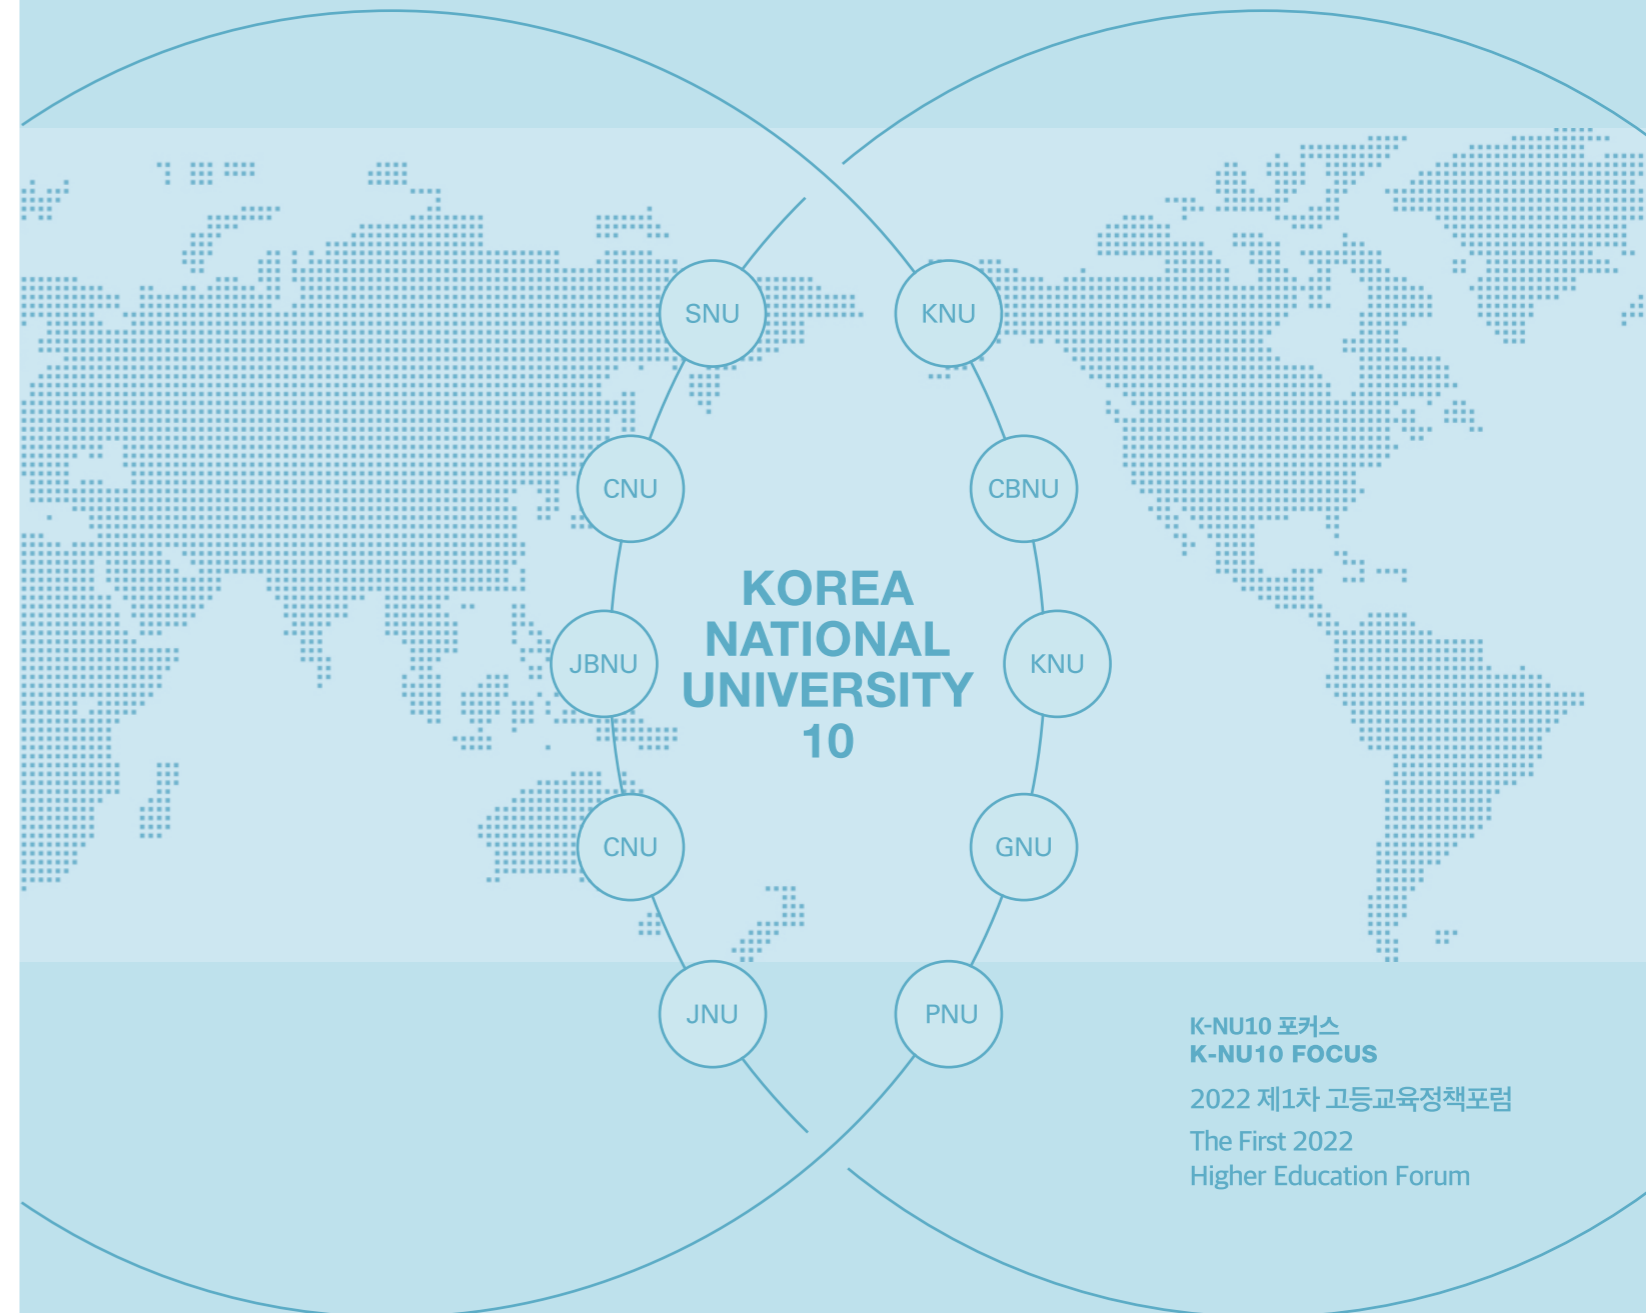 SNU
KNU
CNU
CBNU
KOREA
NATIONAL
UNIVERSITY
10
JBNU
KNU
CNU
GNU
JNU
PNU
K-NU10 포커스
K-NU10 FOCUS
2022 제1차 고등교육정책포럼
The First 2022
Higher Education Forum